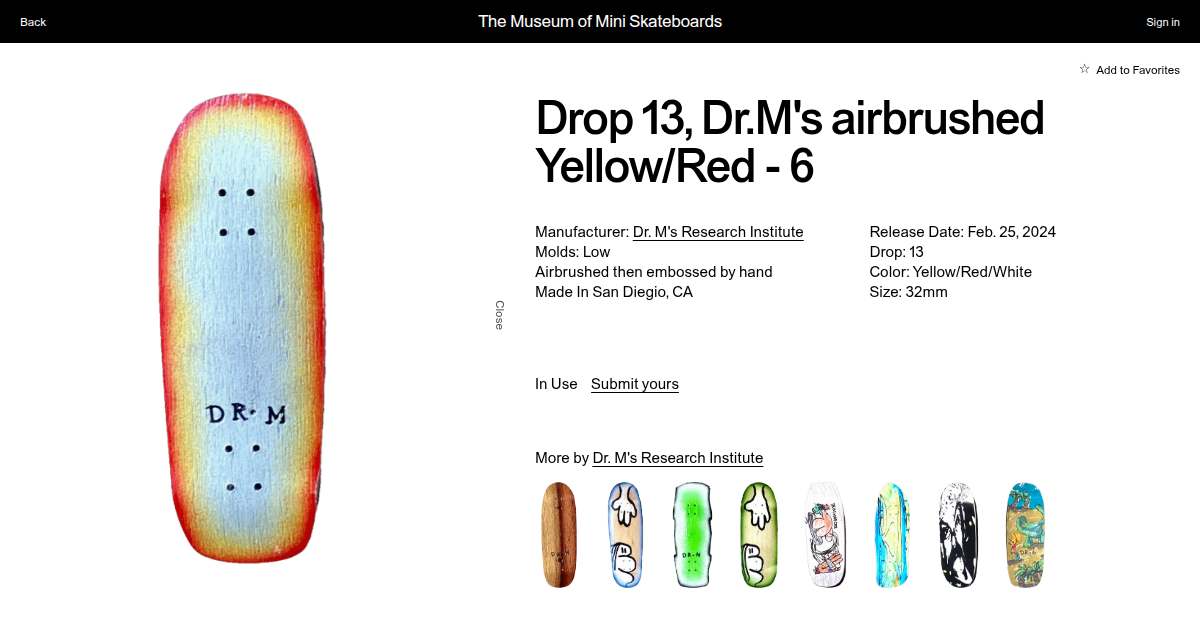 Back
The Museum of Mini Skateboards
Sign in
☆ Add to Favorites
Drop 13, Dr.M's airbrushed
Yellow/Red - 6
Manufacturer: Dr. M's Research Institute
Molds: Low
Airbrushed then embossed by hand
Made In San Diegio, CA
Release Date: Feb. 25, 2024
Drop: 13
Color: Yellow/Red/White
Size: 32mm
Close
DR. M
In Use Submit yours
More by Dr. M's Research Institute
DR-M
DR-M